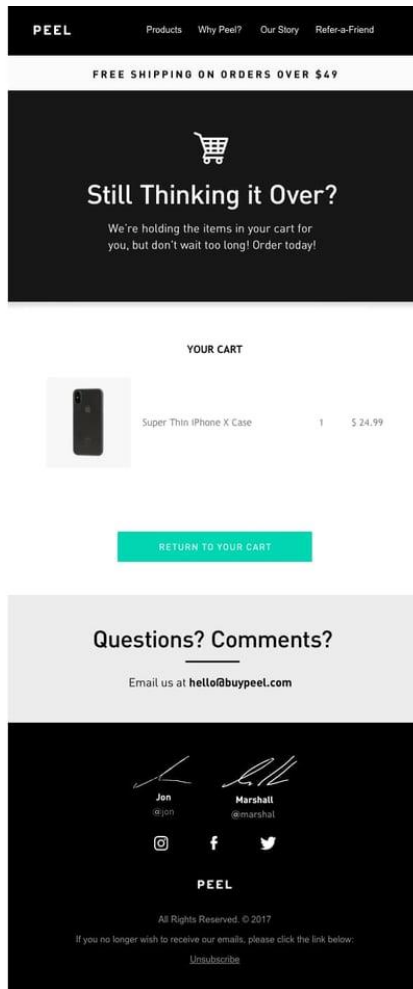 PEEL Products Why Peel? Our Story Refer-a-Friend
FREE SHIPPING ON ORDERS OVER $49
Still Thinking it Over?
We're holding the items in your cart for
you, but don't wait too long! Order today!
YOUR CART
Super Thin iPhone X Case 1 $ 24.99
RETURN TO YOUR CART
Questions? Comments?
Email us at hello@buypeel.com
Jon Marshall
@jon @marshal
PEEL
All Rights Reserved. © 2017
If you no longer wish to receive our emails, please click the link below:
Unsubscribe